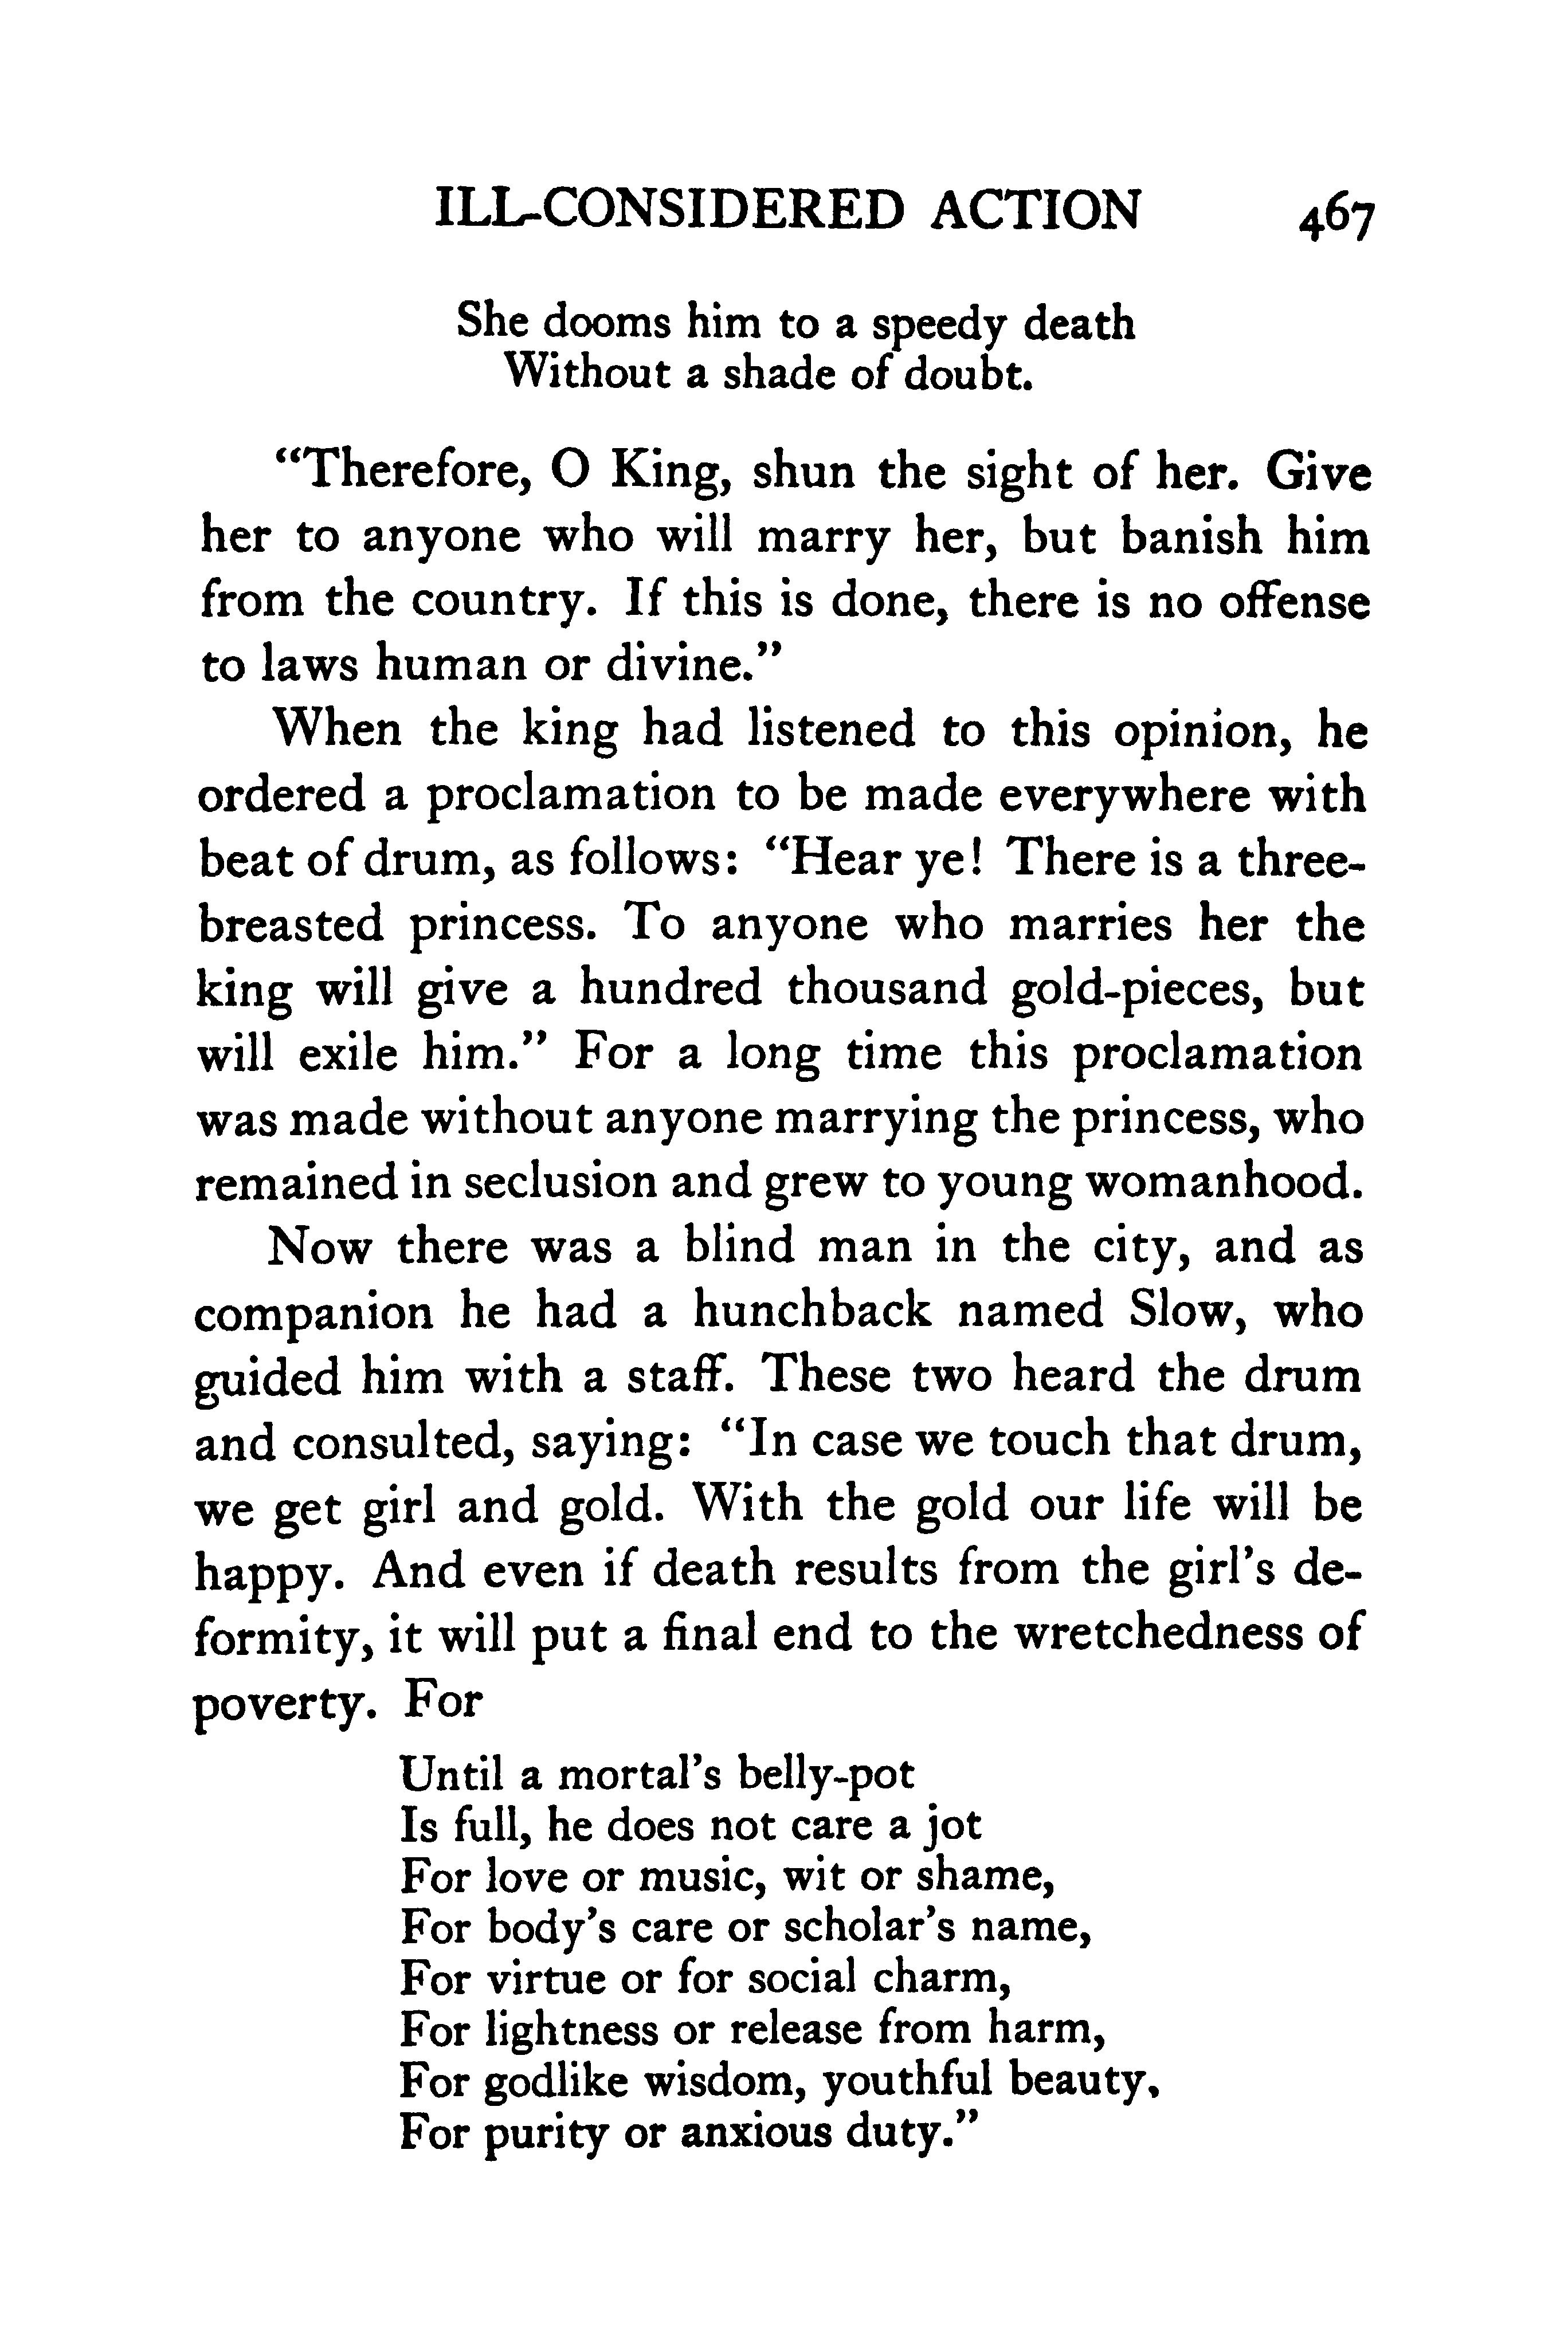 ILL-CONSIDERED ACTION 467
She dooms him to a speedy death
Without a shade of doubt.
“Therefore, O King, shun the sight of her. Give
her to anyone who will marry her, but banish him
from the country. If this is done, there is no offense
to laws human or divine.”
When the king had listened to this opinion, he
ordered a proclamation to be made everywhere with
beat of drum, as follows: “Hear ye! There is a three-
breasted princess. To anyone who marries her the
king will give a hundred thousand gold-pieces, but
will exile him.” For a long time this proclamation
was made without anyone marrying the princess, who
remained in seclusion and grew to young womanhood.
Now there was a blind man in the city, and as
companion he had a hunchback named Slow, who
guided him with a staff. These two heard the drum
and consulted, saying: “In case we touch that drum,
we get girl and gold. With the gold our life will be
happy. And even if death results from the girl’s de-
formity, it will put a final end to the wretchedness of
poverty. For
Until a mortal’s belly-pot
Is full, he does not care a jot
For love or music, wit or shame,
For body’s care or scholar’s name,
For virtue or for social charm,
For lightness or release from harm,
For godlike wisdom, youthful beauty,
For purity or anxious duty.”